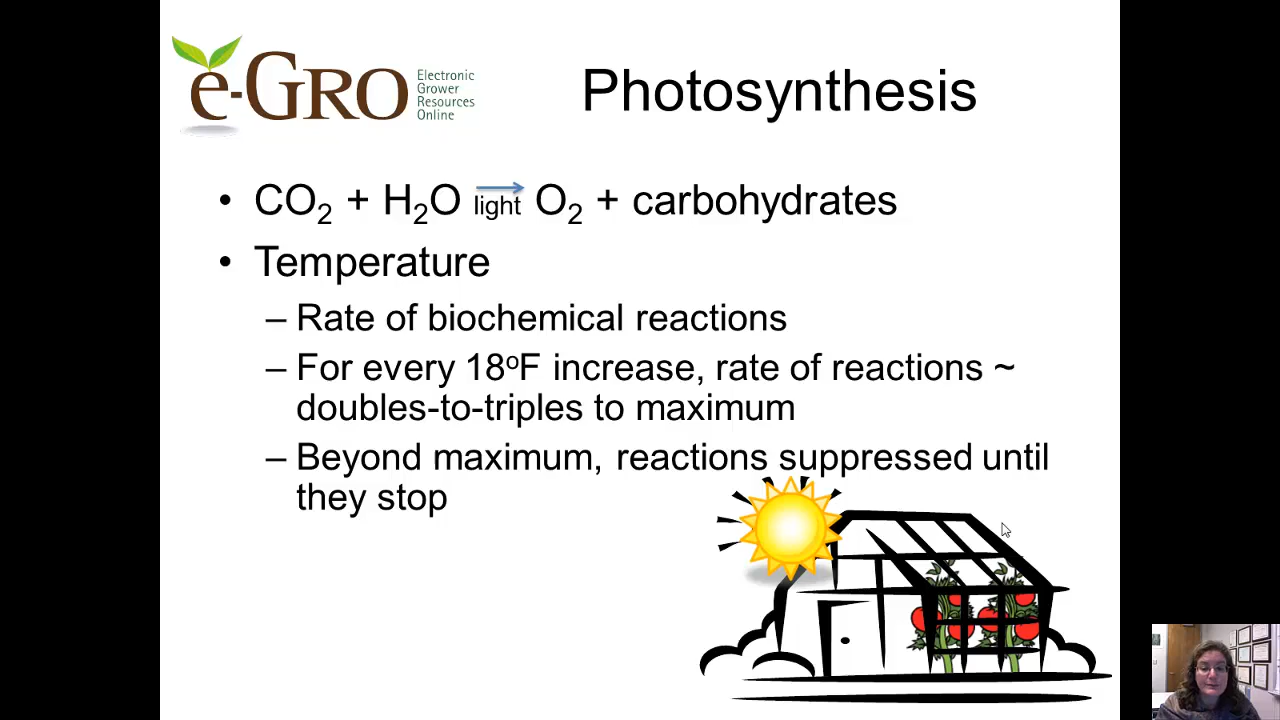 e-GRO
Electronic
Grower
Resources
Online
Photosynthesis
• CO₂ + H₂O light O₂ + carbohydrates
• Temperature
– Rate of biochemical reactions
– For every 18ºF increase, rate of reactions ~
doubles-to-triples to maximum
– Beyond maximum, reactions suppressed until
they stop